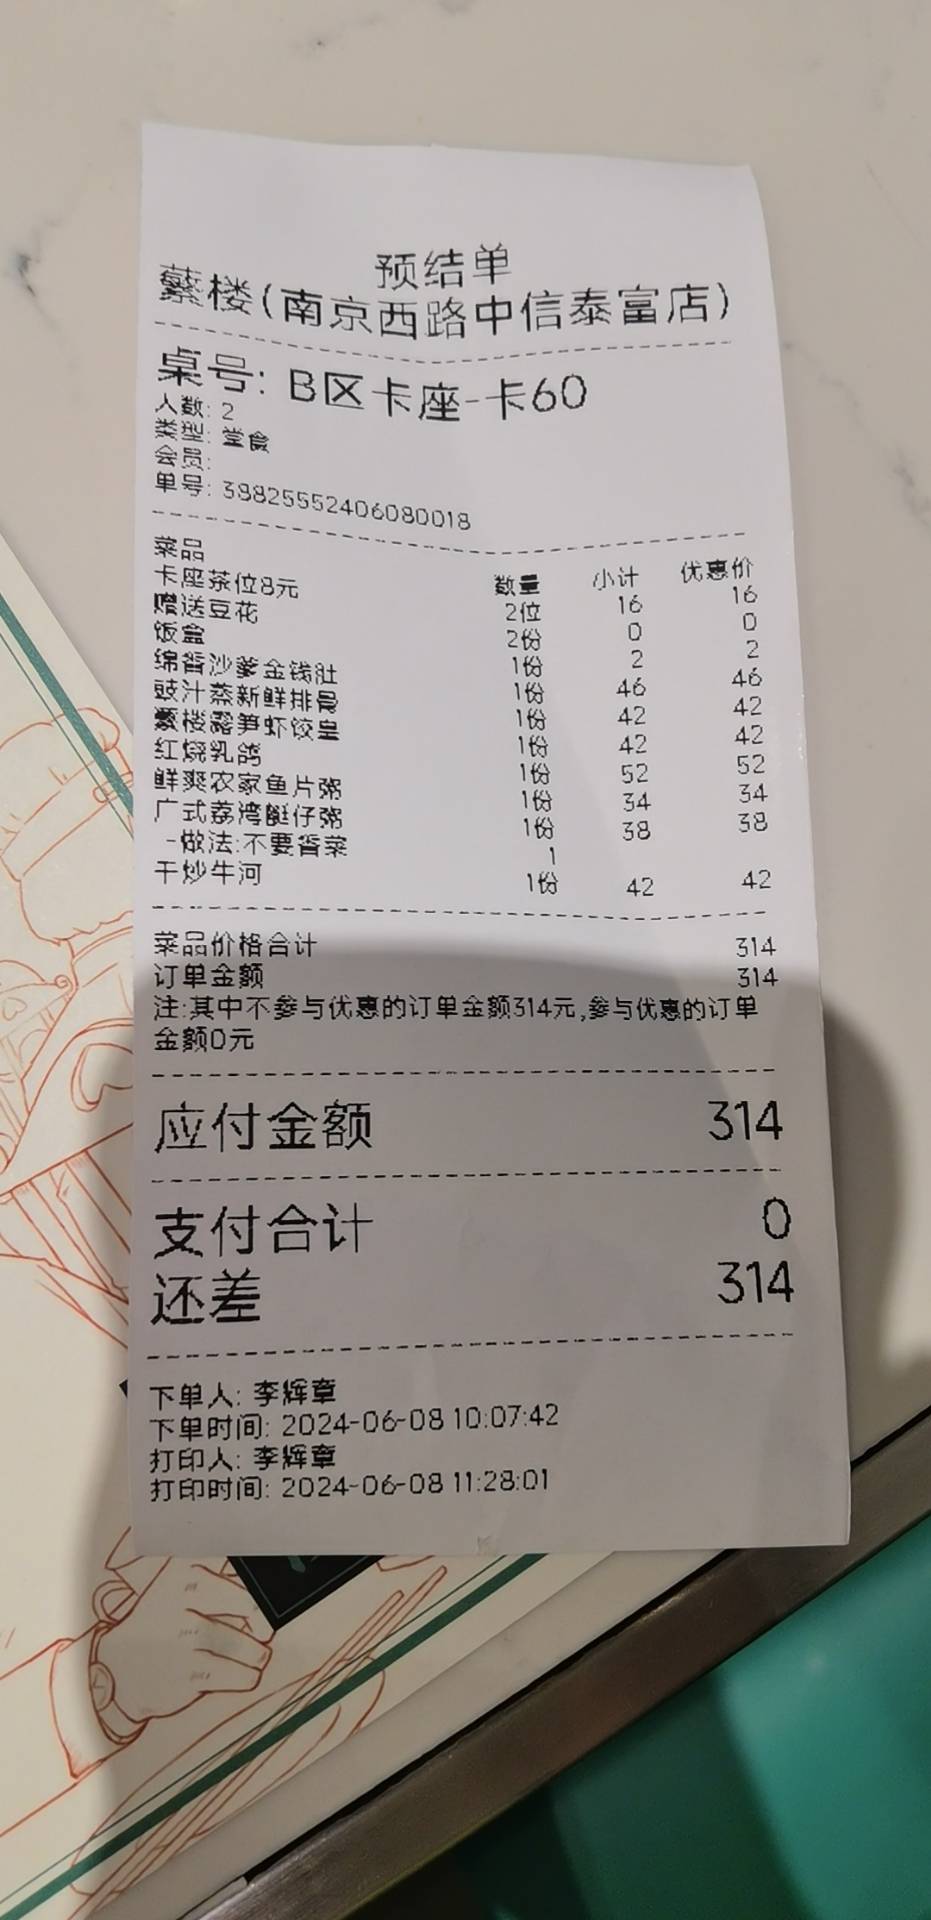 预结单
蘩楼(南京西路中信泰富店)
桌号: B区卡座-卡60
人数: 2
类型: 堂食
会员:
单号: 38825552406080018
菜品 数量 小计 优惠价
卡座茶位8元 2位 16 16
赠送豆花 2份 0 0
饭盒 1份 2 2
绵香沙爹金钱肚 1份 46 46
豉汁蒸新鲜排骨 1份 42 42
蘩楼露笋虾饺皇 1份 42 42
红烧乳鸽 1份 52 52
鲜爽农家鱼片粥 1份 34 34
广式荔湾艇仔粥 1份 38 38
-做法:不要香菜 1
干炒牛河 1份 42 42
菜品价格合计 314
订单金额 314
注:其中不参与优惠的订单金额314元,参与优惠的订单
金额0元
应付金额 314
支付合计 0
还差 314
下单人: 李辉章
下单时间: 2024-06-08 10:07:42
打印人: 李辉章
打印时间: 2024-06-08 11:28:01